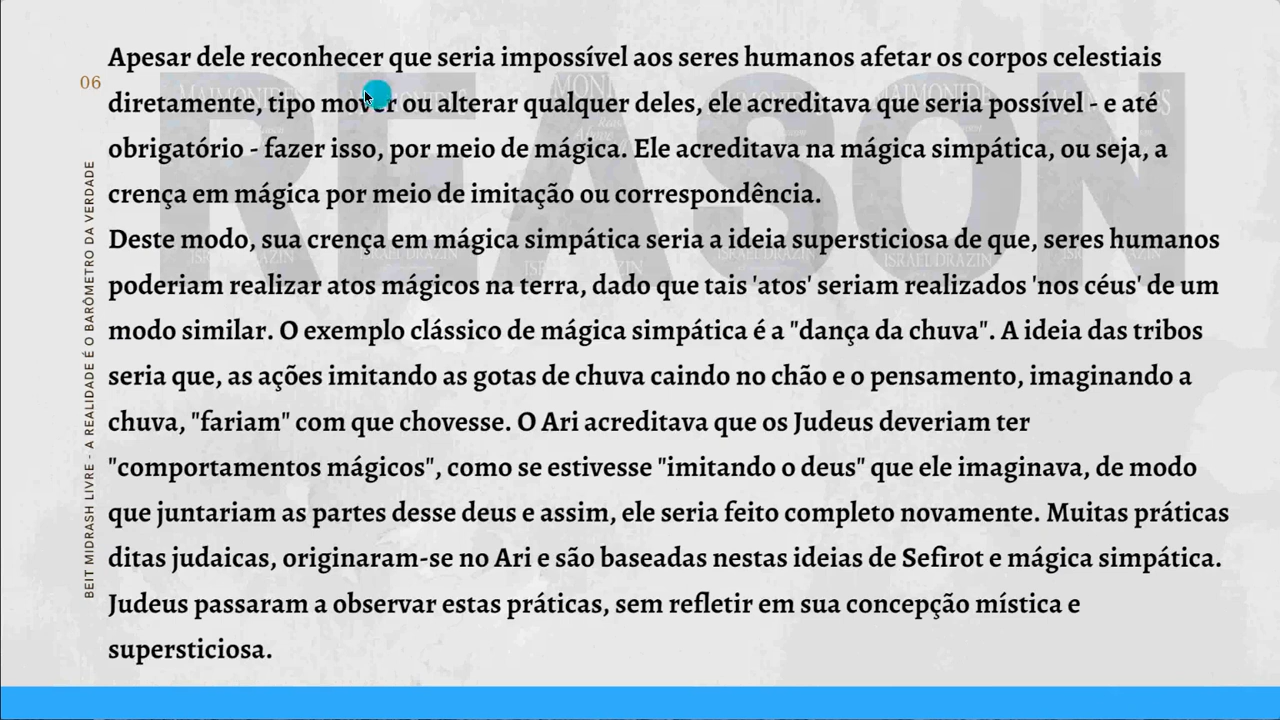 Apesar dele reconhecer que seria impossível aos seres humanos afetar os corpos celestiais
06
diretamente, tipo mover ou alterar qualquer deles, ele acreditava que seria possível - e até
obrigatório - fazer isso, por meio de mágica. Ele acreditava na mágica simpática, ou seja, a
crença em mágica por meio de imitação ou correspondência.
Deste modo, sua crença em mágica simpática seria a ideia supersticiosa de que, seres humanos
poderiam realizar atos mágicos na terra, dado que tais 'atos' seriam realizados 'nos céus' de um
modo similar. O exemplo clássico de mágica simpática é a "dança da chuva". A ideia das tribos
seria que, as ações imitando as gotas de chuva caindo no chão e o pensamento, imaginando a
chuva, "fariam" com que chovesse. O Ari acreditava que os Judeus deveriam ter
"comportamentos mágicos", como se estivesse "imitando o deus" que ele imaginava, de modo
que juntariam as partes desse deus e assim, ele seria feito completo novamente. Muitas práticas
ditas judaicas, originaram-se no Ari e são baseadas nestas ideias de Sefirot e mágica simpática.
Judeus passaram a observar estas práticas, sem refletir em sua concepção mística e
supersticiosa.
BEIT MIDRASH LIVRE - A REALIDADE É O BARÔMETRO DA VERDADE
REASON